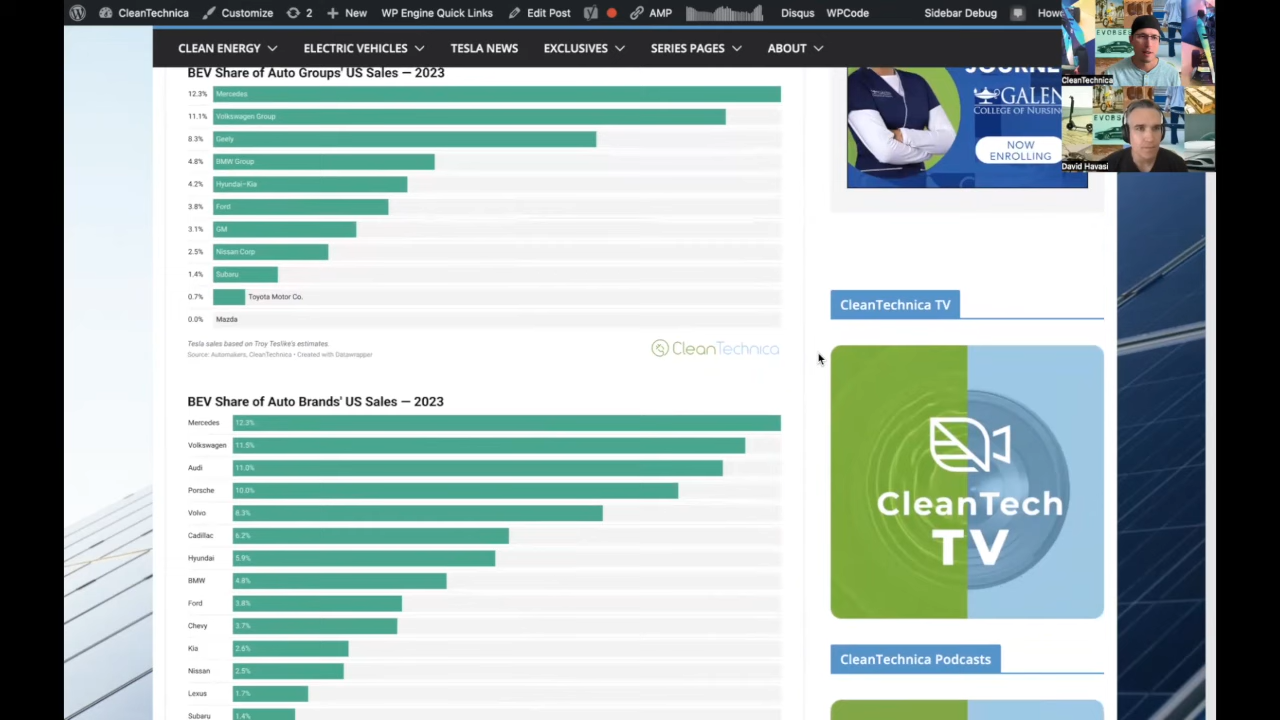 CleanTechnica Customize 2 New WP Engine Quick Links Edit Post AMP Disqus WPCode Sidebar Debug Howe
CLEAN ENERGY ELECTRIC VEHICLES TESLA NEWS EXCLUSIVES SERIES PAGES ABOUT
CleanTechnica
David Havasi
BEV Share of Auto Groups' US Sales — 2023
12.3% Mercedes
11.1% Volkswagen Group
8.3% Geely
4.8% BMW Group
4.2% Hyundai–Kia
3.8% Ford
3.1% GM
2.5% Nissan Corp
1.4% Subaru
0.7% Toyota Motor Co.
0.0% Mazda
Tesla sales based on Troy Teslike's estimates.
Source: Automakers, CleanTechnica • Created with Datawrapper
CleanTechnica
BEV Share of Auto Brands' US Sales — 2023
Mercedes 12.3%
Volkswagen 11.5%
Audi 11.0%
Porsche 10.0%
Volvo 8.3%
Cadillac 6.2%
Hyundai 5.9%
BMW 4.8%
Ford 3.8%
Chevy 3.7%
Kia 2.6%
Nissan 2.5%
Lexus 1.7%
Subaru 1.4%
GALEN
COLLEGE OF NURSING
NOW
ENROLLING
CleanTechnica TV
CleanTech
TV
CleanTechnica Podcasts